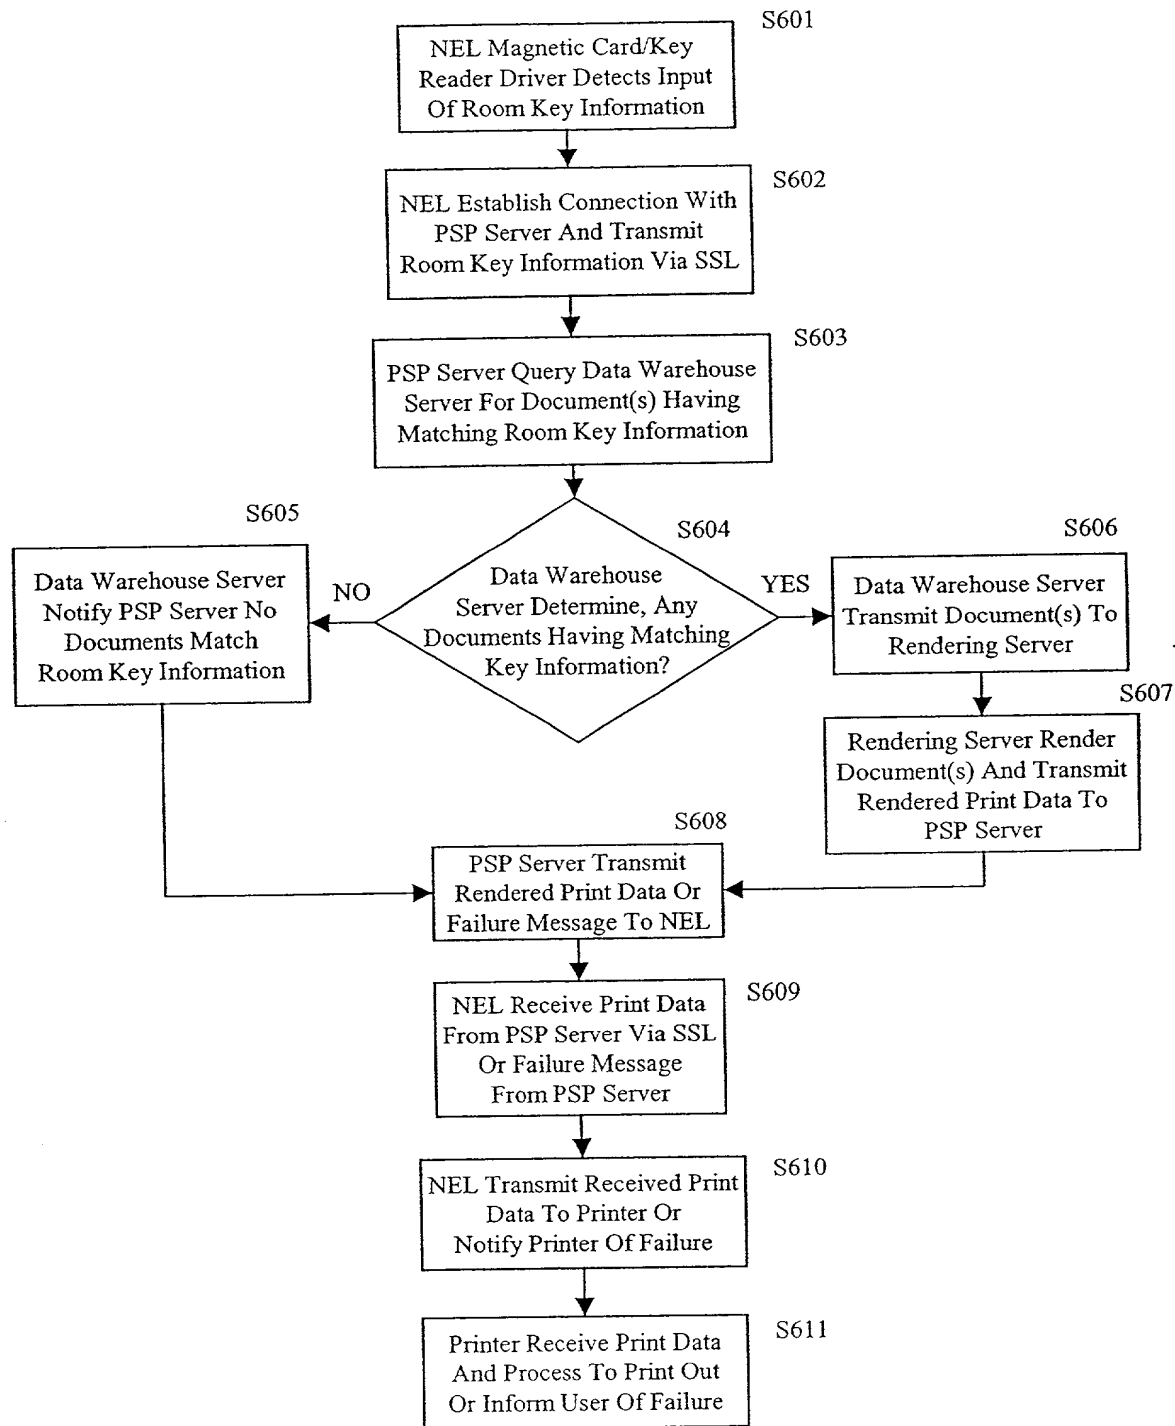 S601
NEL Magnetic Card/Key
Reader Driver Detects Input
Of Room Key Information
S602
NEL Establish Connection With
PSP Server And Transmit
Room Key Information Via SSL
S603
PSP Server Query Data Warehouse
Server For Document(s) Having
Matching Room Key Information
S604
Data Warehouse
Server Determine, Any
Documents Having Matching
Key Information?
NO
YES
S605
Data Warehouse Server
Notify PSP Server No
Documents Match
Room Key Information
S606
Data Warehouse Server
Transmit Document(s) To
Rendering Server
S607
Rendering Server Render
Document(s) And Transmit
Rendered Print Data To
PSP Server
S608
PSP Server Transmit
Rendered Print Data Or
Failure Message To NEL
S609
NEL Receive Print Data
From PSP Server Via SSL
Or Failure Message
From PSP Server
S610
NEL Transmit Received Print
Data To Printer Or
Notify Printer Of Failure
S611
Printer Receive Print Data
And Process To Print Out
Or Inform User Of Failure